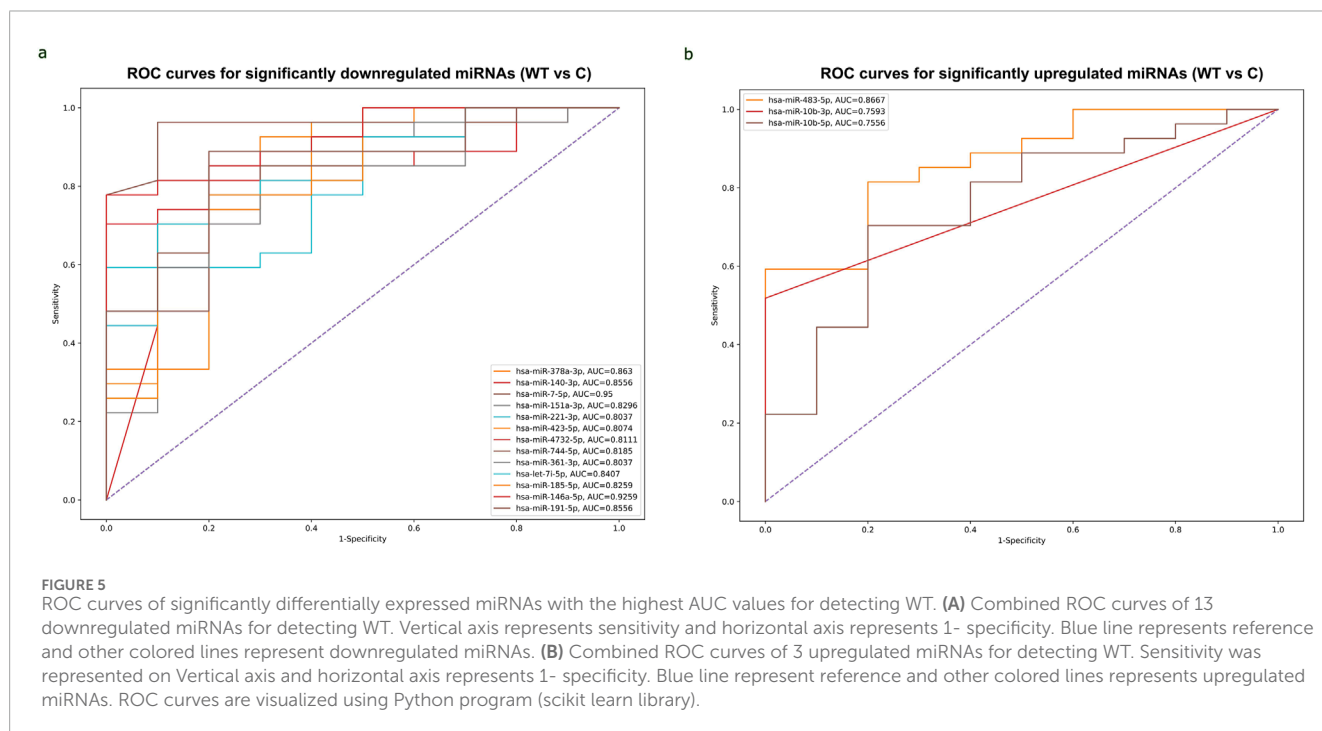 a
ROC curves for significantly downregulated miRNAs (WT vs C)
1.0
0.8
0.6
0.4
0.2
0.0
Sensitivity
hsa-miR-378a-3p, AUC=0.863
hsa-miR-140-3p, AUC=0.8556
hsa-miR-7-5p, AUC=0.95
hsa-miR-151a-3p, AUC=0.8296
hsa-miR-221-3p, AUC=0.8037
hsa-miR-423-5p, AUC=0.8074
hsa-miR-4732-5p, AUC=0.8111
hsa-miR-744-5p, AUC=0.8185
hsa-miR-361-3p, AUC=0.8037
hsa-let-7i-5p, AUC=0.8407
hsa-miR-185-5p, AUC=0.8259
hsa-miR-146a-5p, AUC=0.9259
hsa-miR-191-5p, AUC=0.8556
0.0 0.2 0.4 0.6 0.8 1.0
1-Specificity
b
ROC curves for significantly upregulated miRNAs (WT vs C)
hsa-miR-483-5p, AUC=0.8667
hsa-miR-10b-3p, AUC=0.7593
hsa-miR-10b-5p, AUC=0.7556
1.0
0.8
0.6
0.4
0.2
0.0
Sensitivity
0.0 0.2 0.4 0.6 0.8 1.0
1-Specificity
FIGURE 5
ROC curves of significantly differentially expressed miRNAs with the highest AUC values for detecting WT. (A) Combined ROC curves of 13
downregulated miRNAs for detecting WT. Vertical axis represents sensitivity and horizontal axis represents 1- specificity. Blue line represents reference
and other colored lines represent downregulated miRNAs. (B) Combined ROC curves of 3 upregulated miRNAs for detecting WT. Sensitivity was
represented on Vertical axis and horizontal axis represents 1- specificity. Blue line represent reference and other colored lines represents upregulated
miRNAs. ROC curves are visualized using Python program (scikit learn library).